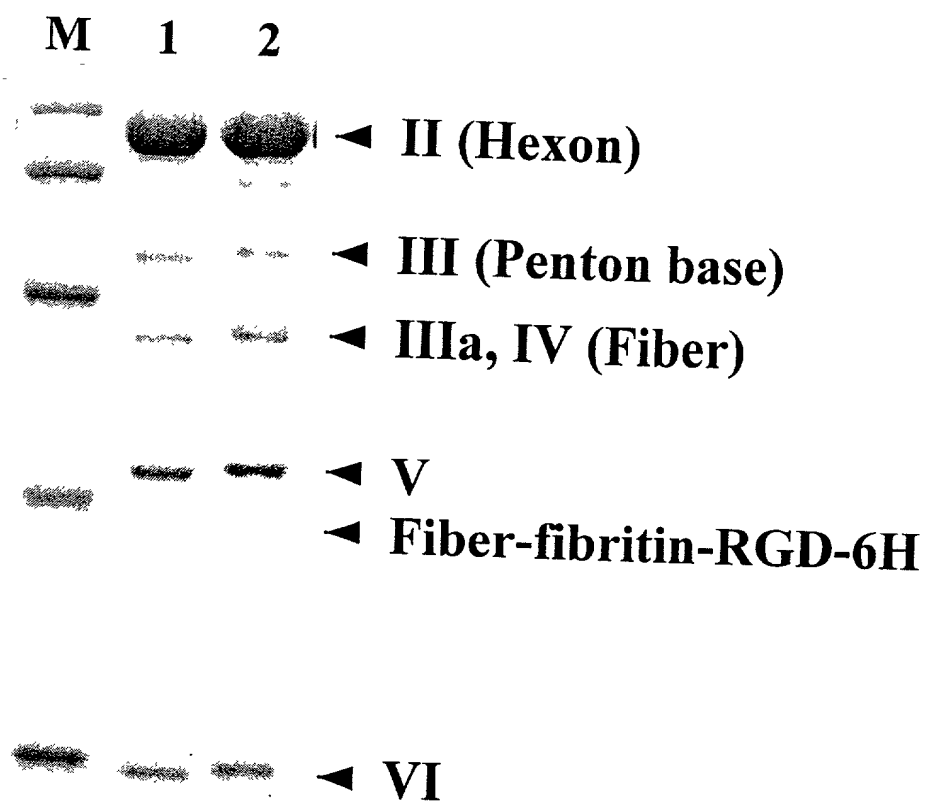 M 1 2
II (Hexon)
III (Penton base)
IIIa, IV (Fiber)
V
Fiber-fibritin-RGD-6H
VI